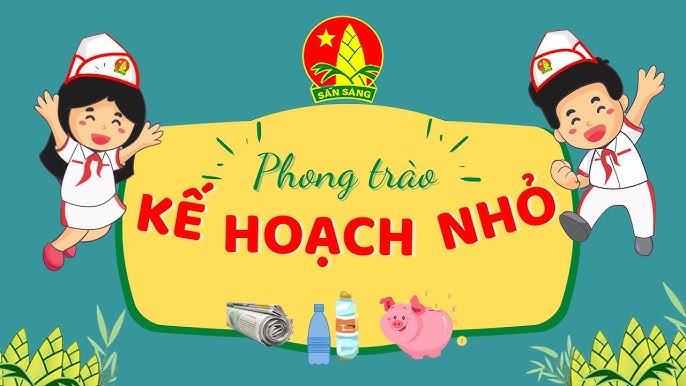 SẴN SÀNG
Phong trào
KẾ HOẠCH NHỎ